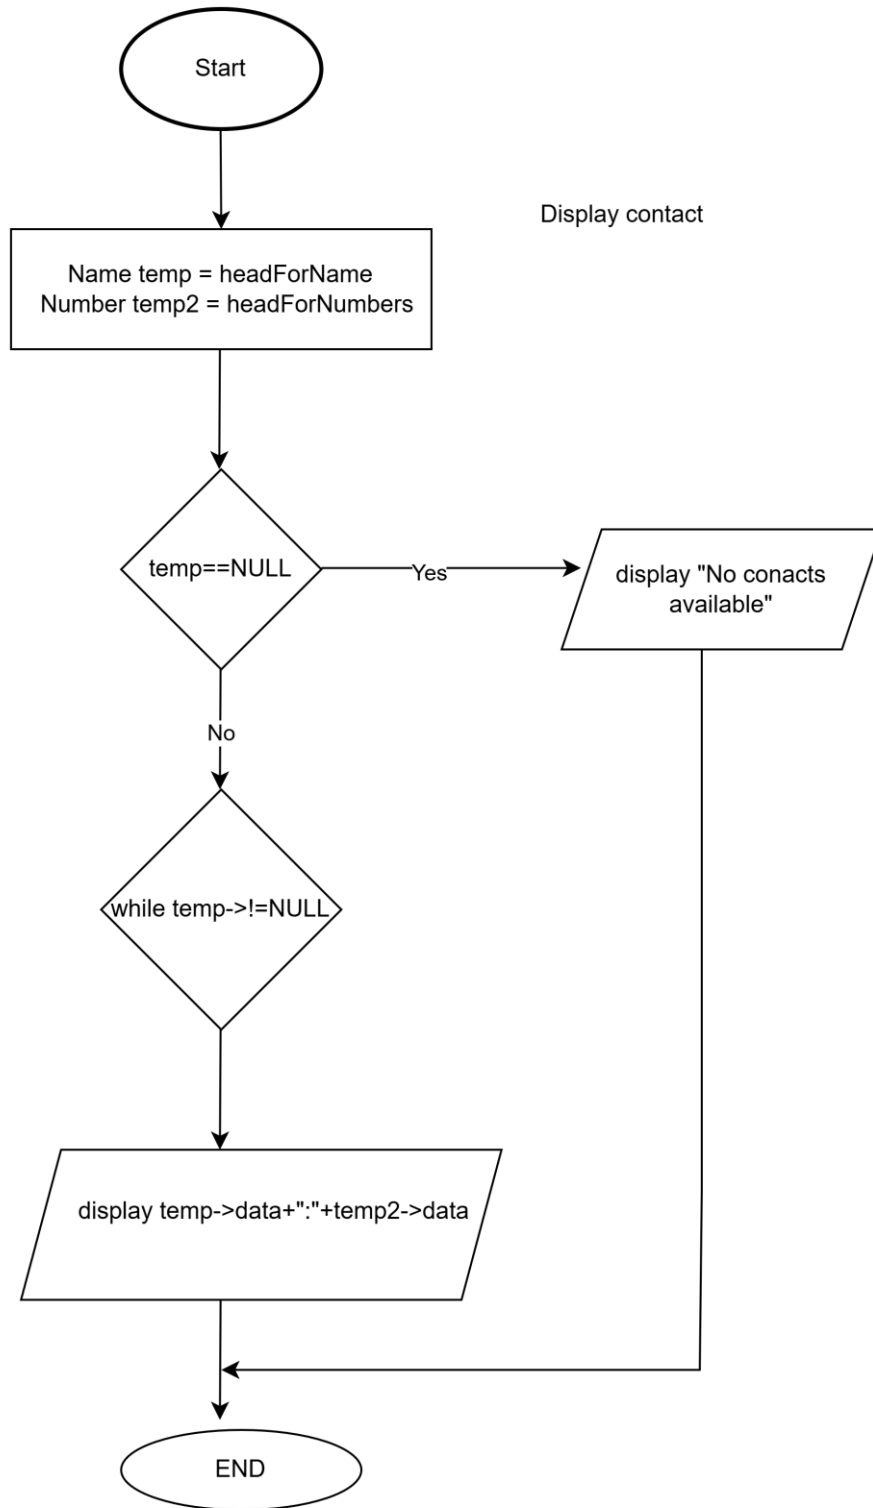 Start
Display contact
Name temp = headForName
Number temp2 = headForNumbers
temp==NULL
Yes
display "No conacts
available"
No
while temp->!=NULL
display temp->data+":"+temp2->data
END